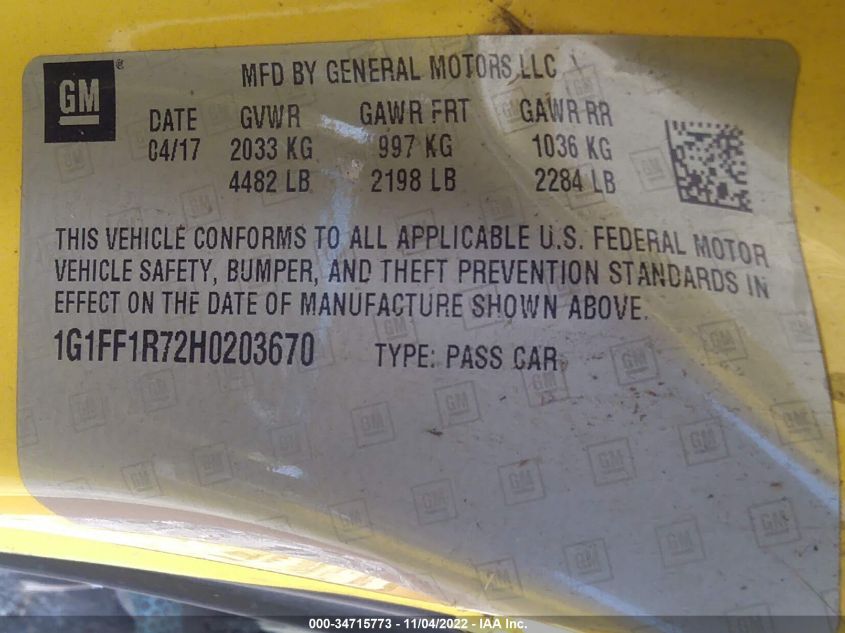 GM ®
MFD BY GENERAL MOTORS LLC
DATE GVWR GAWR FRT GAWR RR
04/17 2033 KG 997 KG 1036 KG
4482 LB 2198 LB 2284 LB
THIS VEHICLE CONFORMS TO ALL APPLICABLE U.S. FEDERAL MOTOR
VEHICLE SAFETY, BUMPER, AND THEFT PREVENTION STANDARDS IN
EFFECT ON THE DATE OF MANUFACTURE SHOWN ABOVE.
1G1FF1R72H0203670 TYPE: PASS CAR
000-34715773 - 11/04/2022 - IAA Inc.